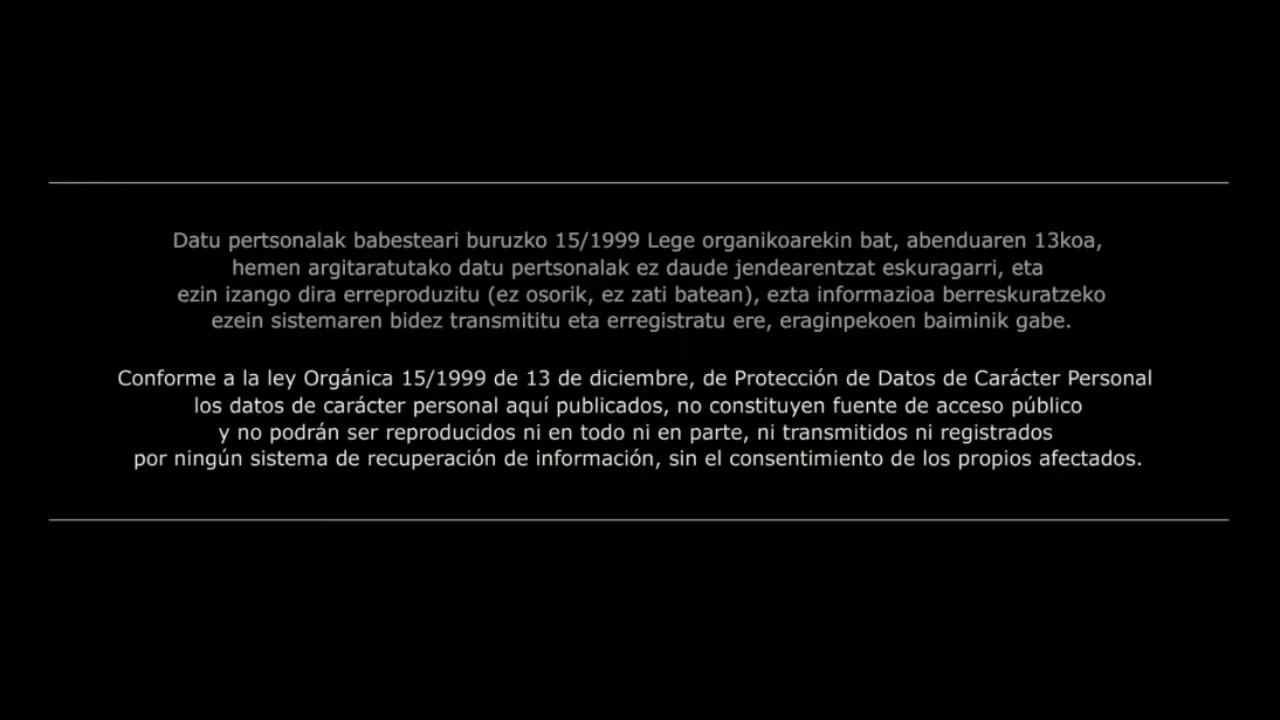 Datu pertsonalak babesteari buruzko 15/1999 Lege organikoarekin bat, abenduaren 13koa,
hemen argitaratutako datu pertsonalak ez daude jendearentzat eskuragarri, eta
ezin izango dira erreproduzitu (ez osorik, ez zati batean), ezta informazioa berreskuratzeko
ezein sistemaren bidez transmititu eta erregistratu ere, eraginpekoen baiminik gabe.
Conforme a la ley Orgánica 15/1999 de 13 de diciembre, de Protección de Datos de Carácter Personal
los datos de carácter personal aquí publicados, no constituyen fuente de acceso público
y no podrán ser reproducidos ni en todo ni en parte, ni transmitidos ni registrados
por ningún sistema de recuperación de información, sin el consentimiento de los propios afectados.